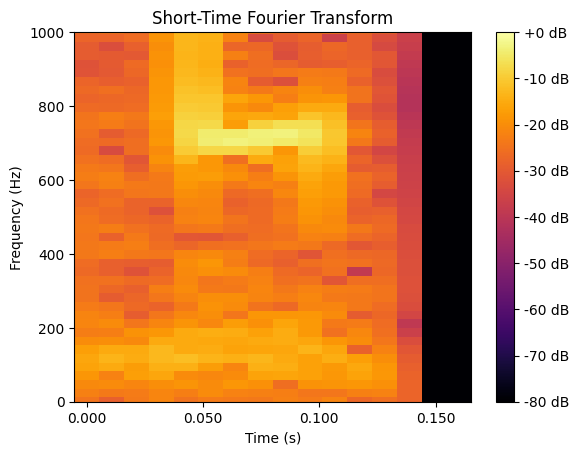 Short-Time Fourier Transform
1000
800
600
400
200
0
Frequency (Hz)
0.000
0.050
0.100
0.150
Time (s)
+0 dB
-10 dB
-20 dB
-30 dB
-40 dB
-50 dB
-60 dB
-70 dB
-80 dB